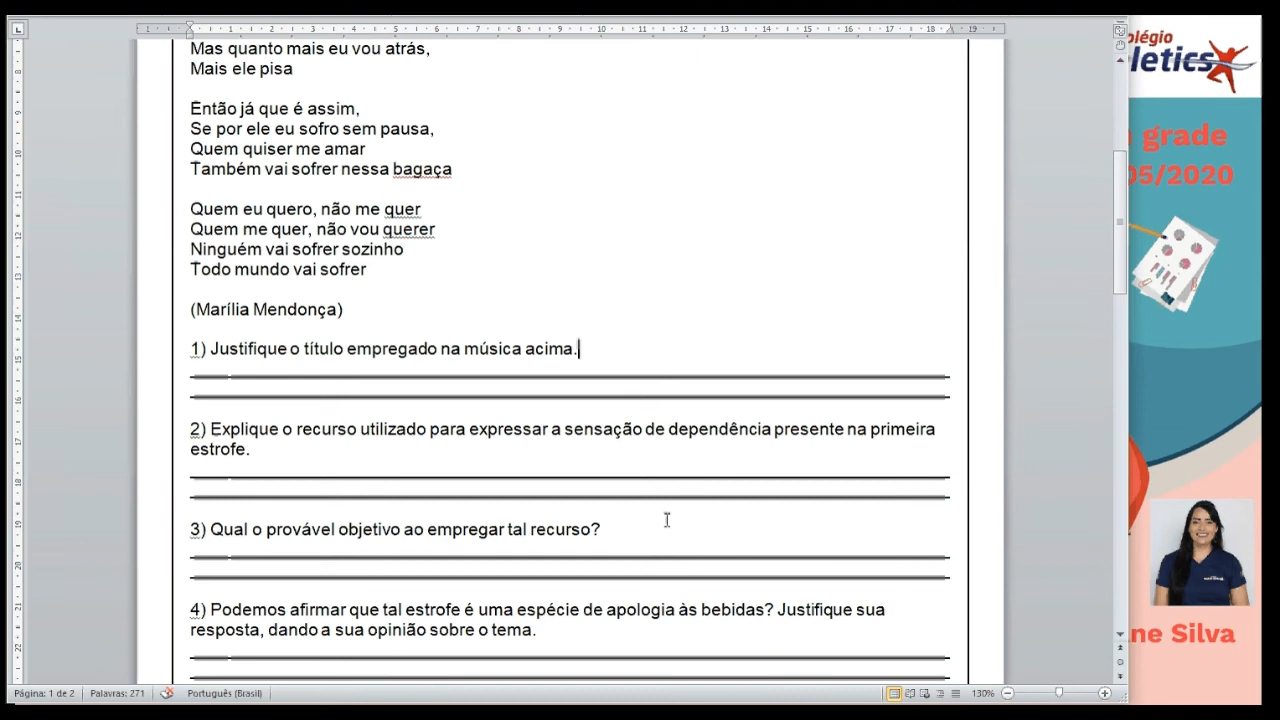 Mas quanto mais eu vou atrás,
Mais ele pisa
Então já que é assim,
Se por ele eu sofro sem pausa,
Quem quiser me amar
Também vai sofrer nessa bagaça
Quem eu quero, não me quer
Quem me quer, não vou querer
Ninguém vai sofrer sozinho
Todo mundo vai sofrer
(Marília Mendonça)
1) Justifique o título empregado na música acima.
2) Explique o recurso utilizado para expressar a sensação de dependência presente na primeira
estrofe.
3) Qual o provável objetivo ao empregar tal recurso?
4) Podemos afirmar que tal estrofe é uma espécie de apologia às bebidas? Justifique sua
resposta, dando a sua opinião sobre o tema.
Página: 1 de 2
Palavras: 271
Português (Brasil)
130%
olégio
letics
grade
05/2020
ne Silva